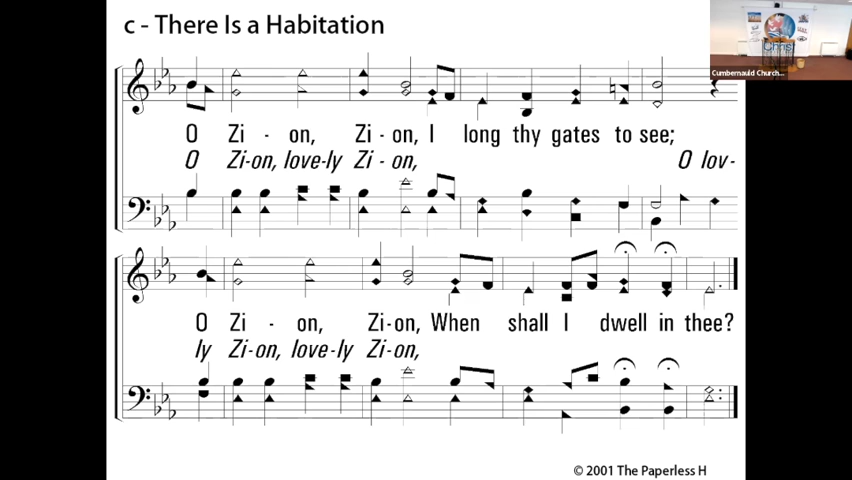 c - There Is a Habitation
O Zi - on, Zi - on, I long thy gates to see;
O Zi-on, love-ly Zi - on, O lov-
O Zi - on, Zi-on, When shall I dwell in thee?
ly Zi-on, love-ly Zi-on,
© 2001 The Paperless H
Christ
Cumbernauld Church...